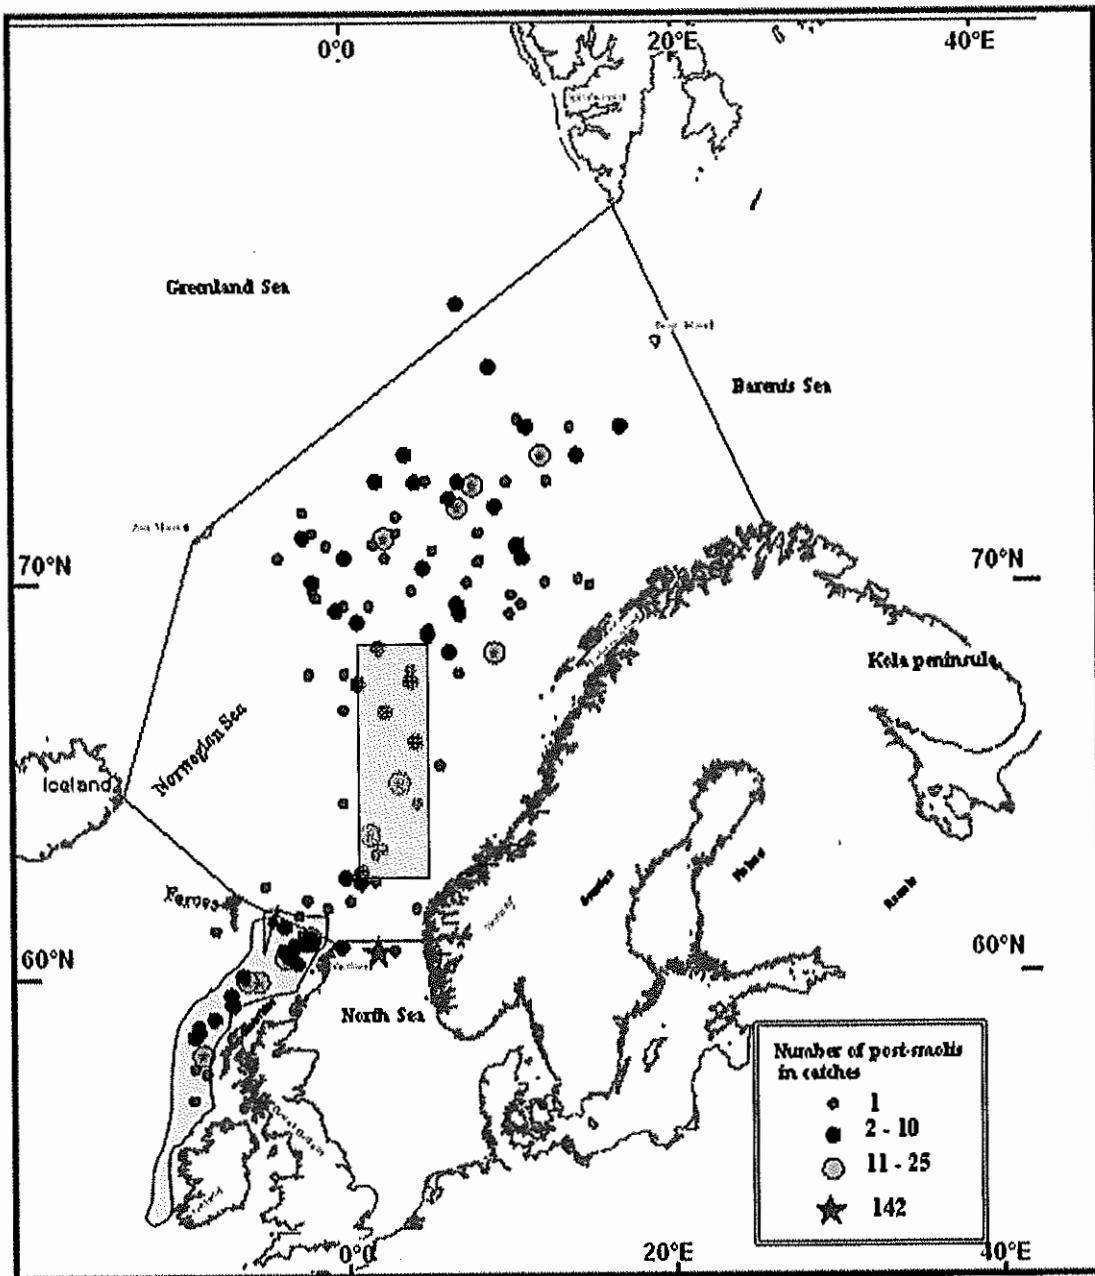 0°0
20°E
40°E
Greenland Sea
Barents Sea
70°N
70°N
Kola peninsula
Norwegian Sea
Iceland
Faroes
60°N
60°N
North Sea
Number of post-smolts
in catches
1
2 - 10
11 - 25
142
0°0
20°E
40°E